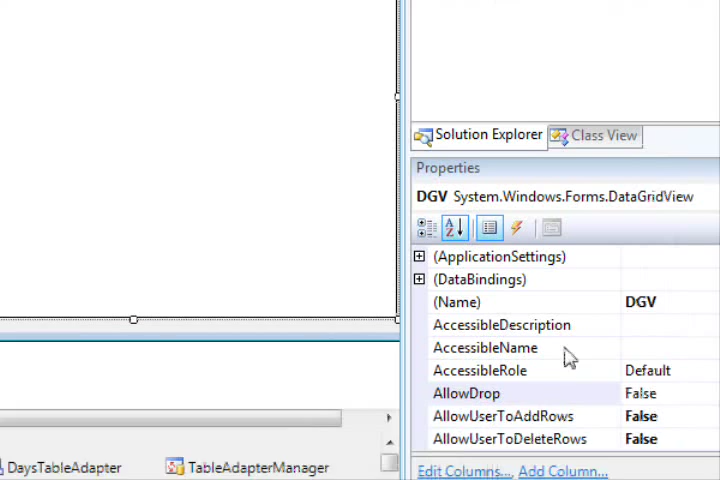 Solution Explorer Class View
Properties
DGV System.Windows.Forms.DataGridView
(ApplicationSettings)
(DataBindings)
(Name) DGV
AccessibleDescription
AccessibleName
AccessibleRole Default
AllowDrop False
AllowUserToAddRows False
AllowUserToDeleteRows False
Edit Columns..., Add Column...
DaysTableAdapter TableAdapterManager